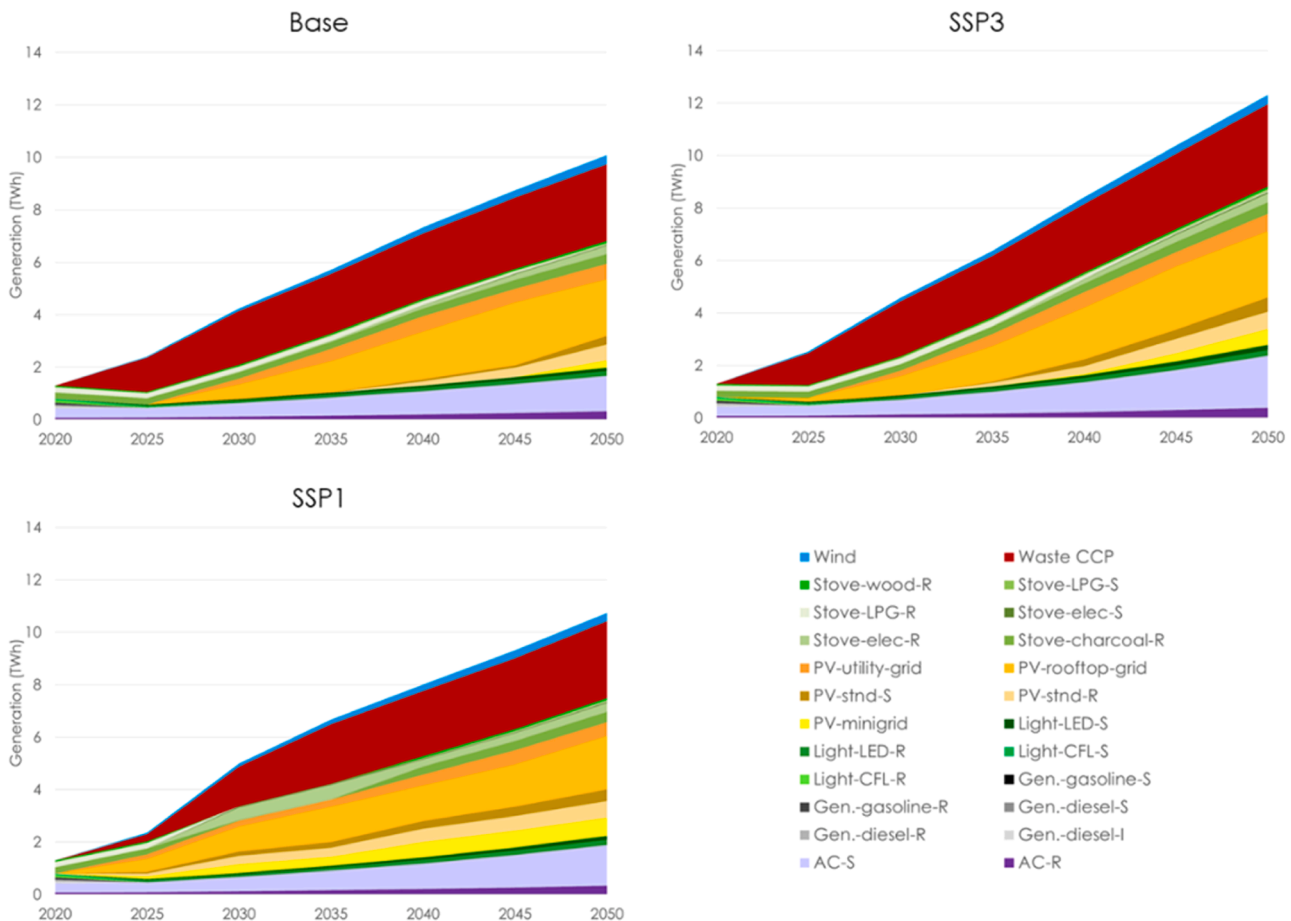 Base
Generation (TWh)
14
12
10
8
6
4
2
0
2020 2025 2030 2035 2040 2045 2050
SSP3
Generation (TWh)
14
12
10
8
6
4
2
0
2020 2025 2030 2035 2040 2045 2050
SSP1
Generation (TWh)
14
12
10
8
6
4
2
0
2020 2025 2030 2035 2040 2045 2050
Wind Waste CCP
Stove-wood-R Stove-LPG-S
Stove-LPG-R Stove-elec-S
Stove-elec-R Stove-charcoal-R
PV-utility-grid PV-rooftop-grid
PV-stnd-S PV-stnd-R
PV-minigrid Light-LED-S
Light-LED-R Light-CFL-S
Light-CFL-R Gen.-gasoline-S
Gen.-gasoline-R Gen.-diesel-S
Gen.-diesel-R Gen.-diesel-I
AC-S AC-R